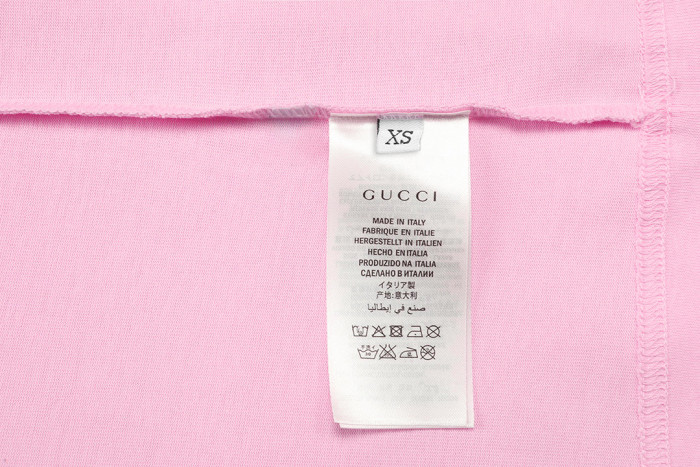 XS
GUCCI
MADE IN ITALY
FABRIQUE EN ITALIE
HERGESTELLT IN ITALIEN
HECHO EN ITALIA
PRODUZIDO NA ITALIA
СДЕЛАНО В ИТАЛИИ
イタリア製
产地:意大利
صنع في إيطاليا